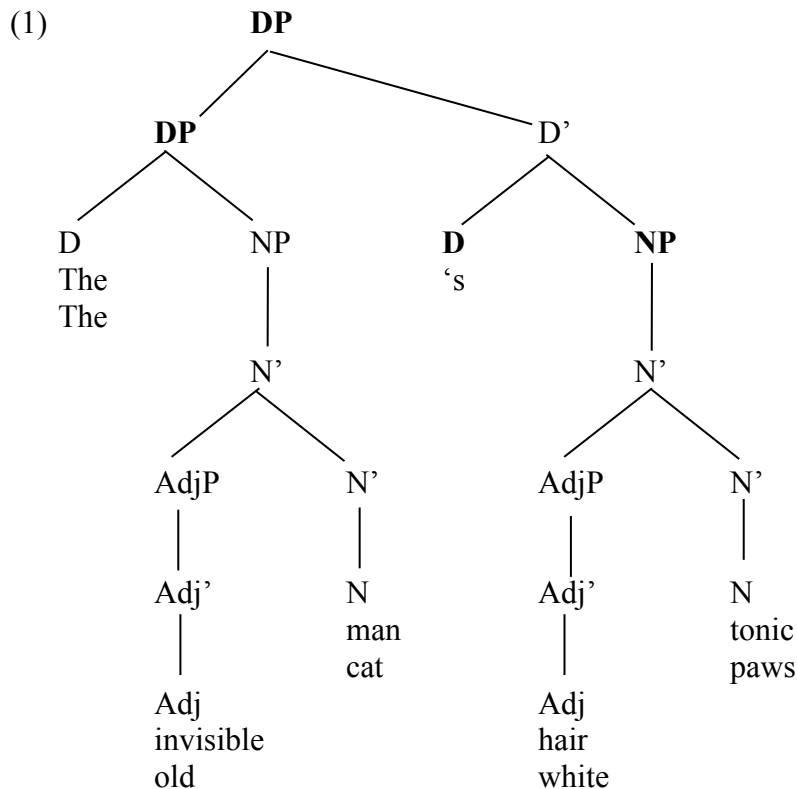 (1) DP
DP D’
D NP D NP
The ‘s
The
N’ N’
AdjP N’ AdjP N’
Adj’ N Adj’ N
man tonic
cat paws
Adj Adj
invisible hair
old white